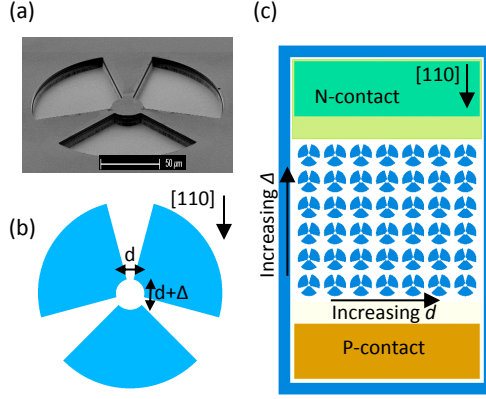 (a)
50 μm
(b)
[110]
d
d+Δ
(c)
N-contact
[110]
Increasing Δ
Increasing d
P-contact